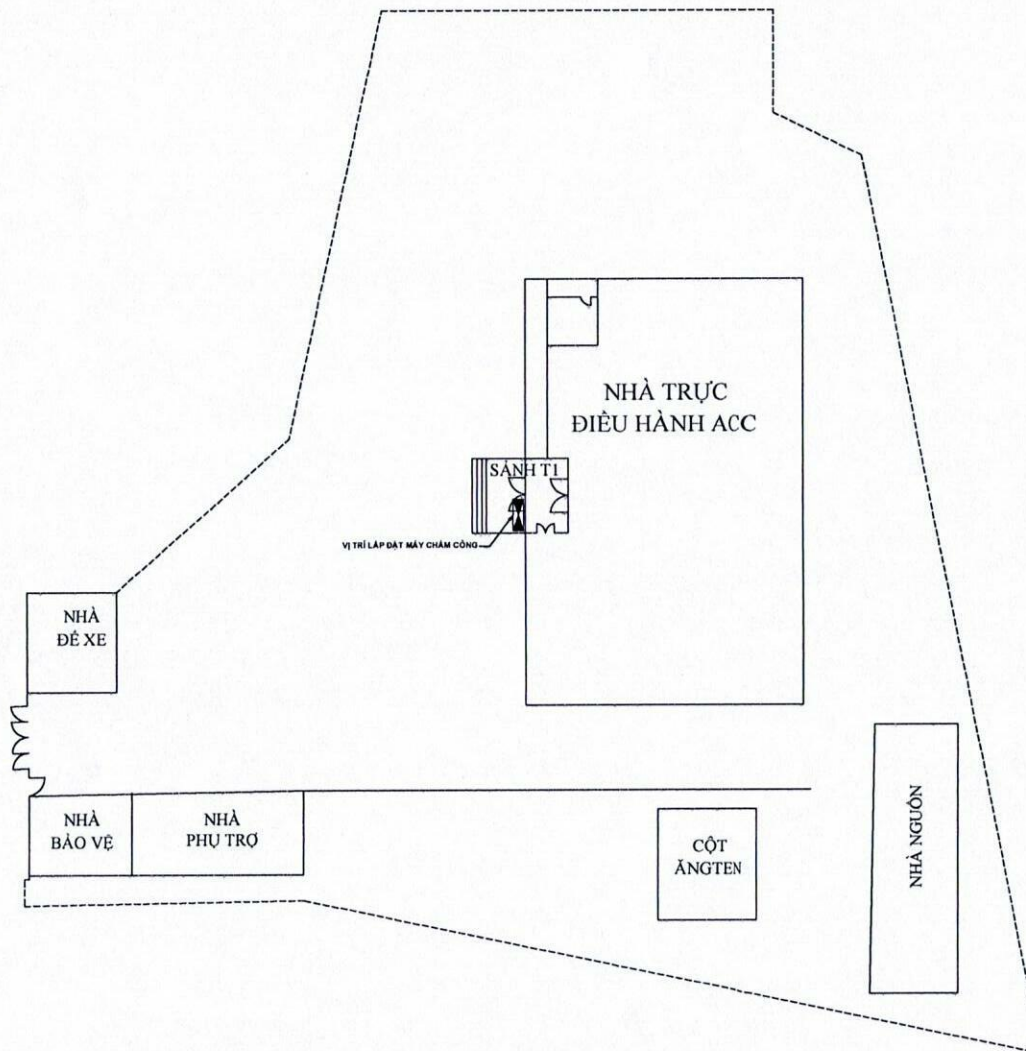 NHÀ TRỰC
ĐIỀU HÀNH ACC
SẢNH T1
VỊ TRÍ LẮP ĐẶT MÁY CHẤM CÔNG
NHÀ
ĐỂ XE
NHÀ
BẢO VỆ
NHÀ
PHỤ TRỢ
CỘT
ĂNGTEN
NHÀ NGUỒN